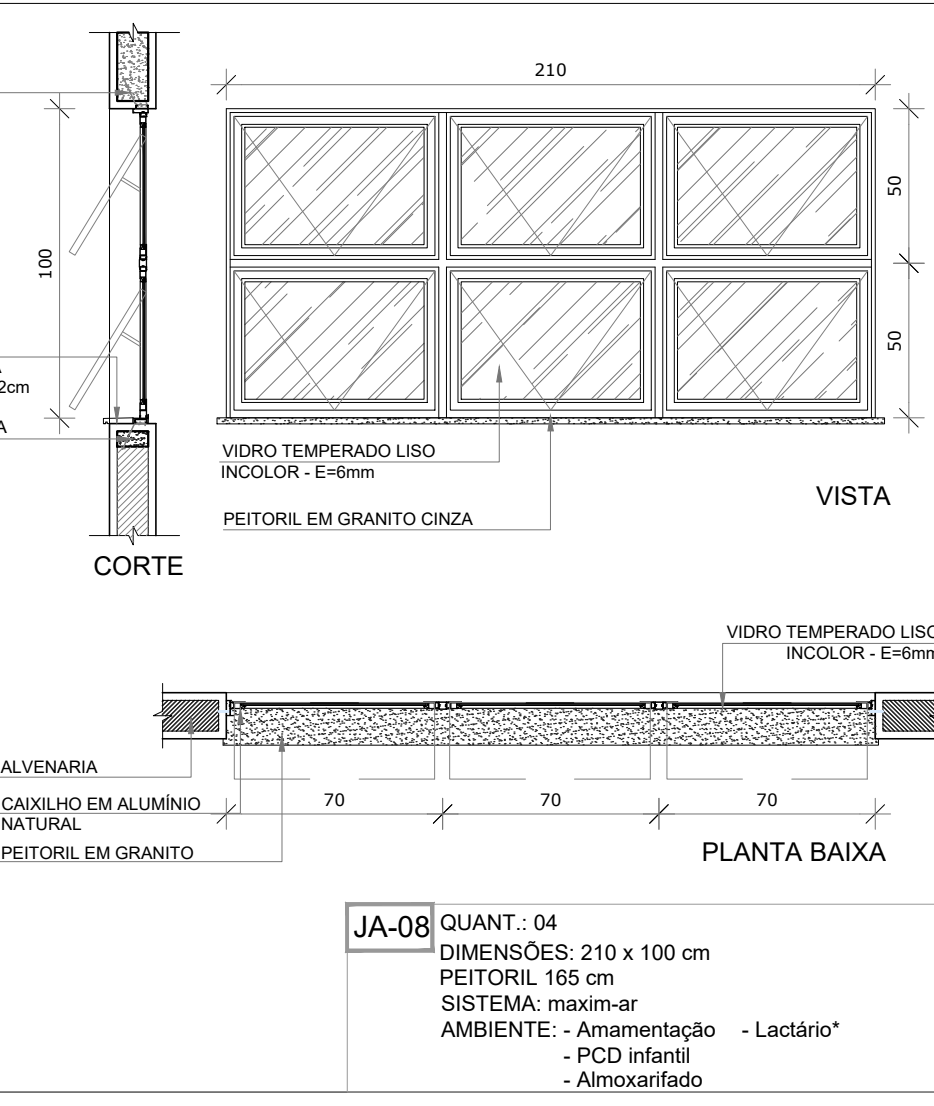 210
100
50
50
2cm
A
VIDRO TEMPERADO LISO
INCOLOR - E=6mm
PEITORIL EM GRANITO CINZA
VISTA
CORTE
VIDRO TEMPERADO LISO
INCOLOR - E=6mm
ALVENARIA
CAIXILHO EM ALUMÍNIO
NATURAL
PEITORIL EM GRANITO
70
70
70
PLANTA BAIXA
JA-08
QUANT.: 04
DIMENSÕES: 210 x 100 cm
PEITORIL 165 cm
SISTEMA: maxim-ar
AMBIENTE: - Amamentação - Lactário*
- PCD infantil
- Almoxarifado